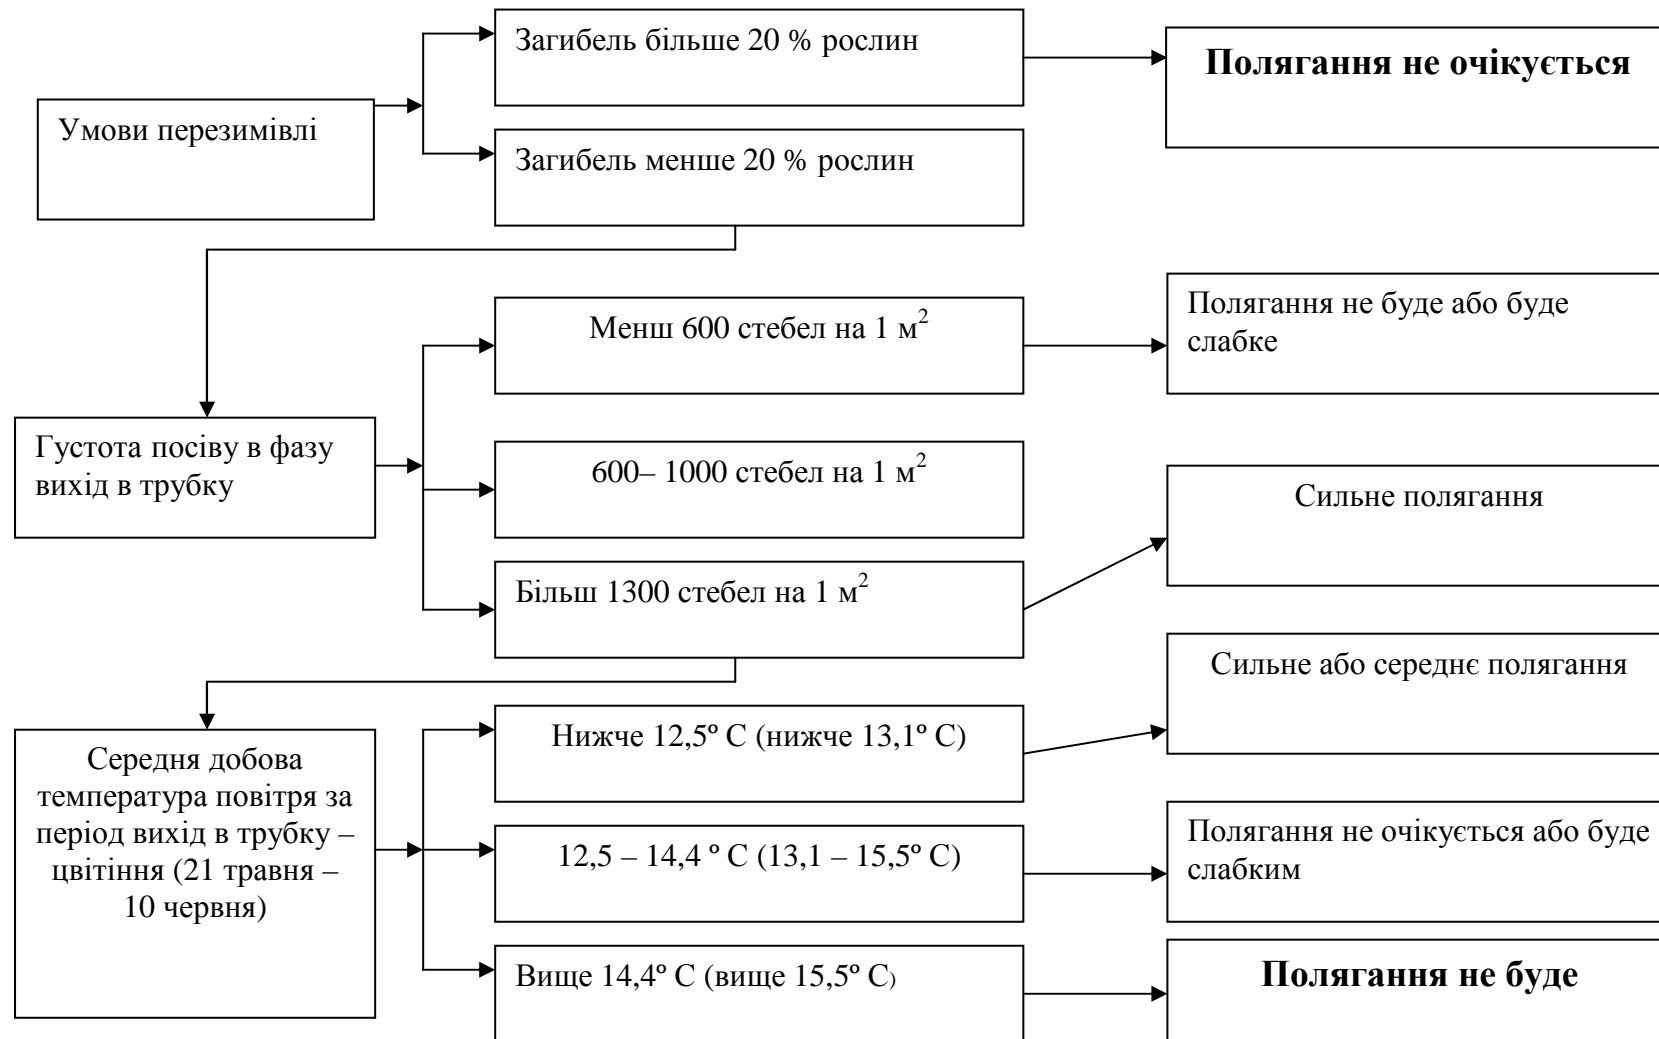 Загибель більше 20 % рослин
Полягання не очікується
Умови перезимівлі
Загибель менше 20 % рослин
Менш 600 стебел на 1 м²
Полягання не буде або буде
слабке
Густота посіву в фазу
вихід в трубку
600– 1000 стебел на 1 м²
Сильне полягання
Більш 1300 стебел на 1 м²
Сильне або середнє полягання
Середня добова
температура повітря за
період вихід в трубку –
цвітіння (21 травня –
10 червня)
Нижче 12,5º С (нижче 13,1º С)
12,5 – 14,4 º С (13,1 – 15,5º С)
Полягання не очікується або буде
слабким
Вище 14,4º С (вище 15,5º С)
Полягання не буде